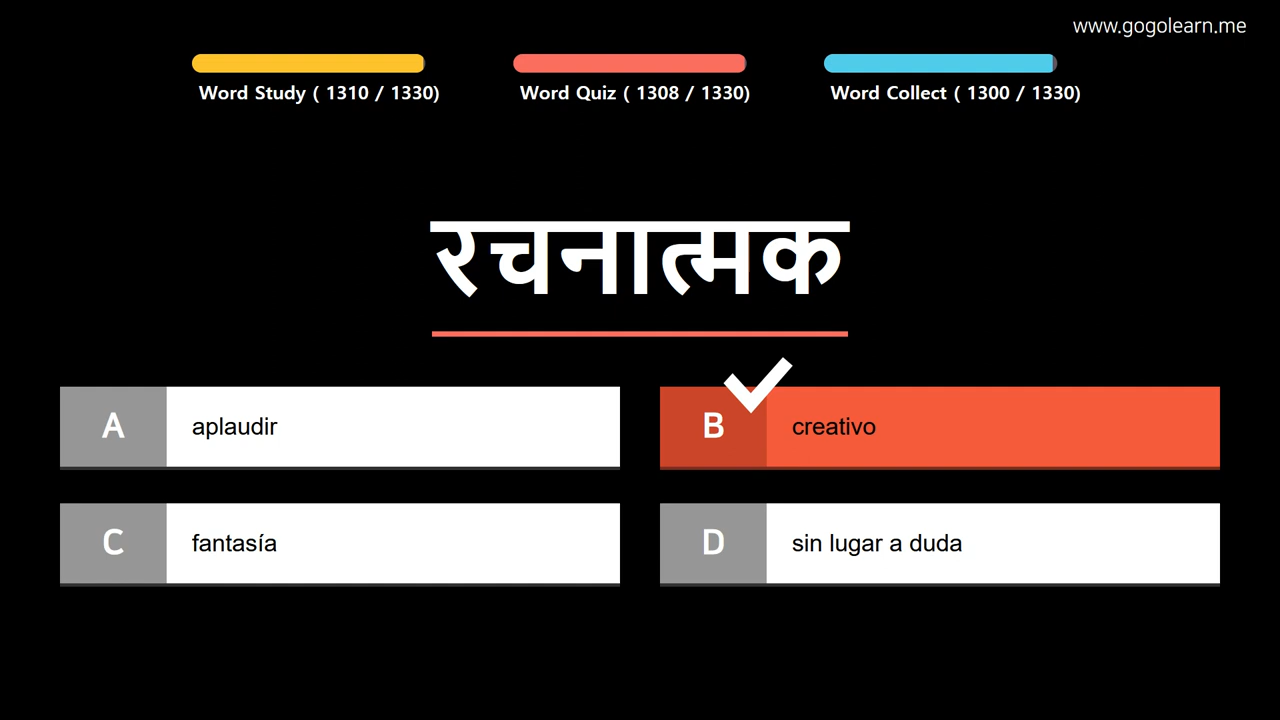 www.gogolearn.me
Word Study ( 1310 / 1330)
Word Quiz ( 1308 / 1330)
Word Collect ( 1300 / 1330)
रचनात्मक
A aplaudir
B creativo
C fantasía
D sin lugar a duda